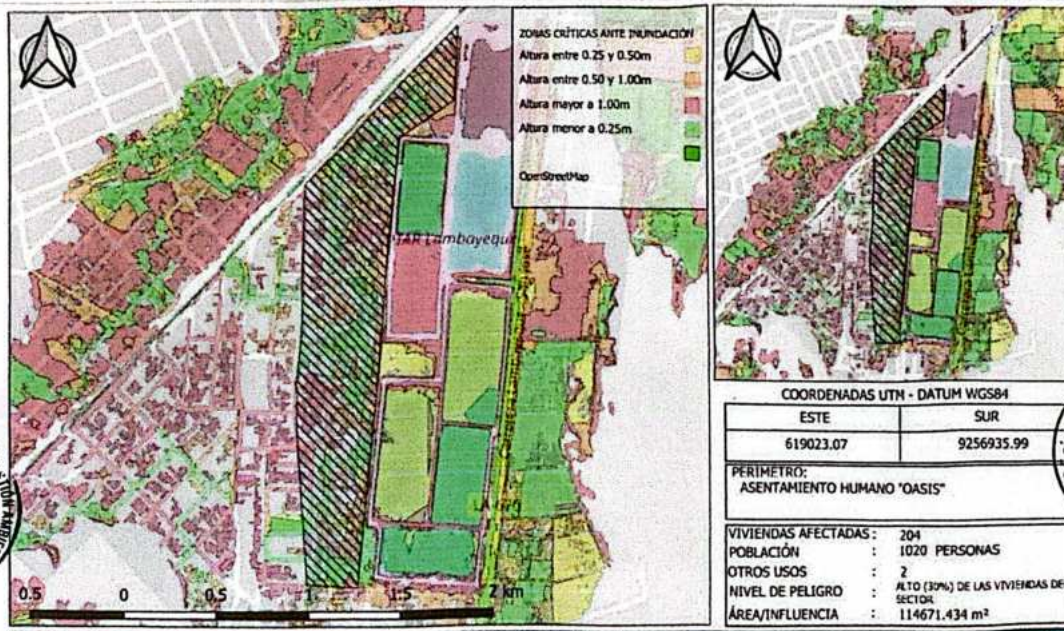 ZONAS CRÍTICAS ANTE INUNDACIÓN
Altura entre 0.25 y 0.50m
Altura entre 0.50 y 1.00m
Altura mayor a 1.00m
Altura menor a 0.25m
OpenStreetMap
Lambayeque
0.5 0 0.5 1 1.5 2 km
COORDENADAS UTM - DATUM WGS84
ESTE SUR
619023.07 9256935.99
PERIMETRO:
ASENTAMIENTO HUMANO "OASIS"
VIVIENDAS AFECTADAS : 204
POBLACIÓN : 1020 PERSONAS
OTROS USOS : 2
NIVEL DE PELIGRO : ALTO (30%) DE LAS VIVIENDAS DEL
SECTOR
ÁREA/INFLUENCIA : 114671.434 m²